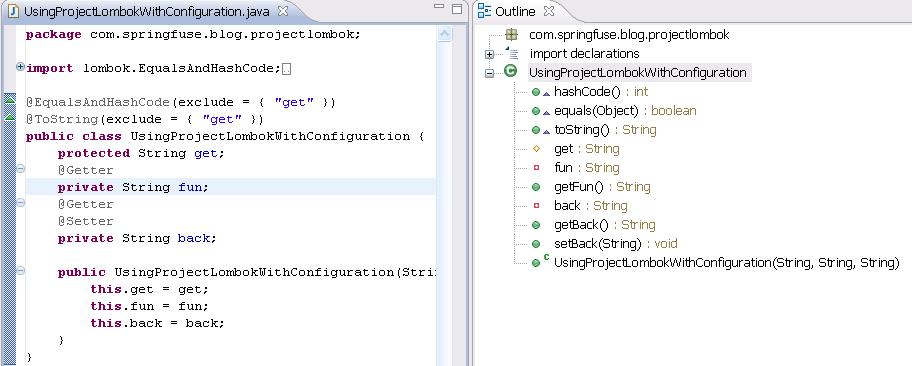 UsingProjectLombokWithConfiguration.java
package com.springfuse.blog.projectlombok;
import lombok.EqualsAndHashCode;
@EqualsAndHashCode(exclude = { "get" })
@ToString(exclude = { "get" })
public class UsingProjectLombokWithConfiguration {
protected String get;
@Getter
private String fun;
@Getter
@Setter
private String back;
public UsingProjectLombokWithConfiguration(Strin
this.get = get;
this.fun = fun;
this.back = back;
}
}
Outline
com.springfuse.blog.projectlombok
import declarations
UsingProjectLombokWithConfiguration
hashCode() : int
equals(Object) : boolean
toString() : String
get : String
fun : String
getFun() : String
back : String
getBack() : String
setBack(String) : void
UsingProjectLombokWithConfiguration(String, String, String)